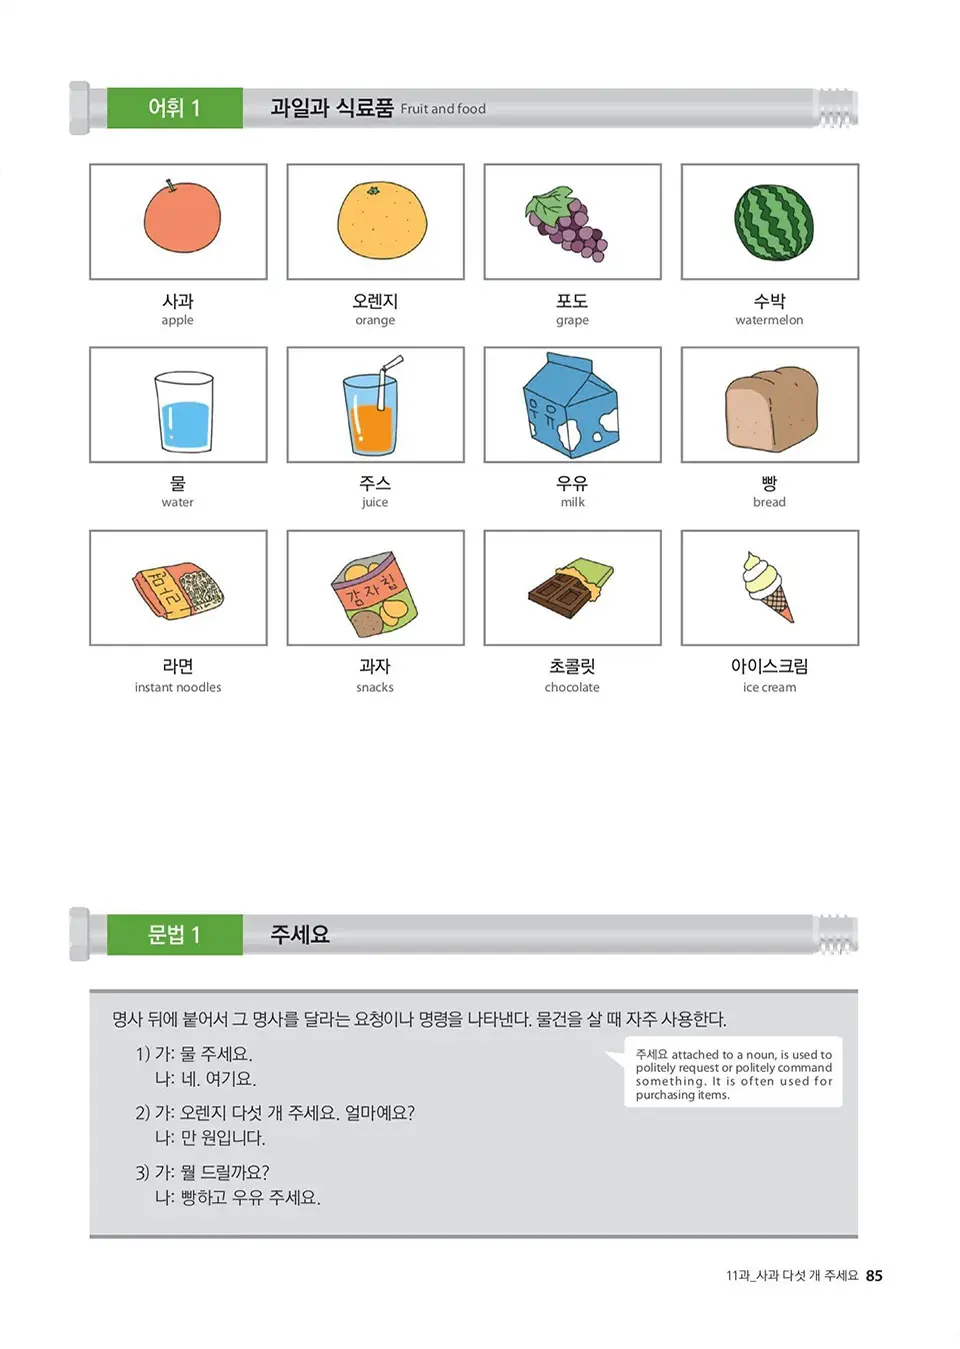 어휘 1 과일과 식료품 Fruit and food
사과 오렌지 포도 수박
apple orange grape watermelon
우유
물 주스 우유 빵
water juice milk bread
라면 감자칩
라면 과자 초콜릿 아이스크림
instant noodles snacks chocolate ice cream
문법 1 주세요
명사 뒤에 붙어서 그 명사를 달라는 요청이나 명령을 나타낸다. 물건을 살 때 자주 사용한다.
1) 가: 물 주세요.
나: 네. 여기요.
2) 가: 오렌지 다섯 개 주세요. 얼마예요?
나: 만 원입니다.
3) 가: 뭘 드릴까요?
나: 빵하고 우유 주세요.
주세요 attached to a noun, is used to
politely request or politely command
something. It is often used for
purchasing items.
11과_사과 다섯 개 주세요 85